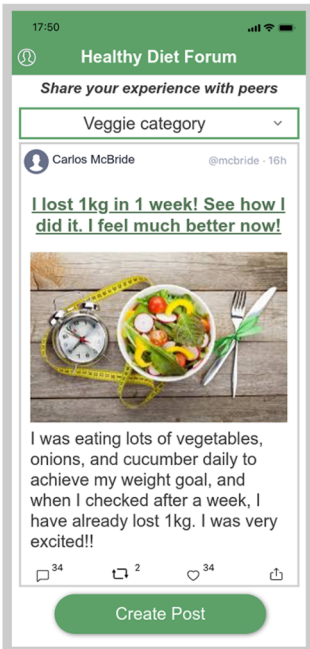 17:50
Healthy Diet Forum
Share your experience with peers
Veggie category
Carlos McBride
@mcbride · 16h
I lost 1kg in 1 week! See how I
did it. I feel much better now!
I was eating lots of vegetables,
onions, and cucumber daily to
achieve my weight goal, and
when I checked after a week, I
have already lost 1kg. I was very
excited!!
34 2 34
Create Post